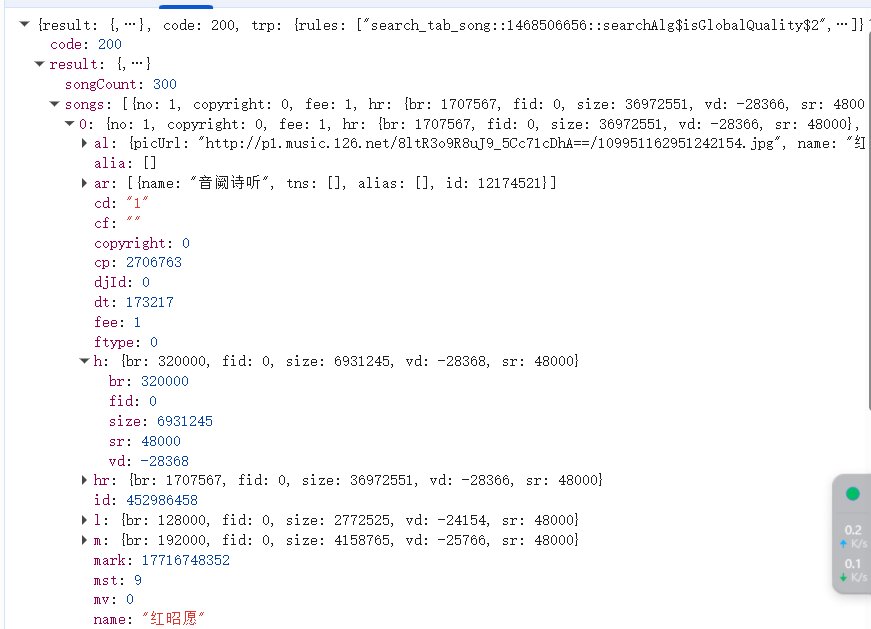 {result: {,…}, code: 200, trp: {rules: ["search_tab_song::1468506656::searchAlg$isGlobalQuality$2",…]}
code: 200
result: {,…}
songCount: 300
songs: [{no: 1, copyright: 0, fee: 1, hr: {br: 1707567, fid: 0, size: 36972551, vd: -28366, sr: 4800
0: {no: 1, copyright: 0, fee: 1, hr: {br: 1707567, fid: 0, size: 36972551, vd: -28366, sr: 48000},
al: {picUrl: "http://p1.music.126.net/8ltR3o9R8uJ9_5Cc71cDhA==/109951162951242154.jpg", name: "红
alia: []
ar: [{name: "音阙诗听", tns: [], alias: [], id: 12174521}]
cd: "1"
cf: ""
copyright: 0
cp: 2706763
djId: 0
dt: 173217
fee: 1
ftype: 0
h: {br: 320000, fid: 0, size: 6931245, vd: -28368, sr: 48000}
br: 320000
fid: 0
size: 6931245
sr: 48000
vd: -28368
hr: {br: 1707567, fid: 0, size: 36972551, vd: -28366, sr: 48000}
id: 452986458
l: {br: 128000, fid: 0, size: 2772525, vd: -24154, sr: 48000}
m: {br: 192000, fid: 0, size: 4158765, vd: -25766, sr: 48000}
mark: 17716748352
mst: 9
mv: 0
name: "红昭愿"
0.2
K/s
0.1
K/s